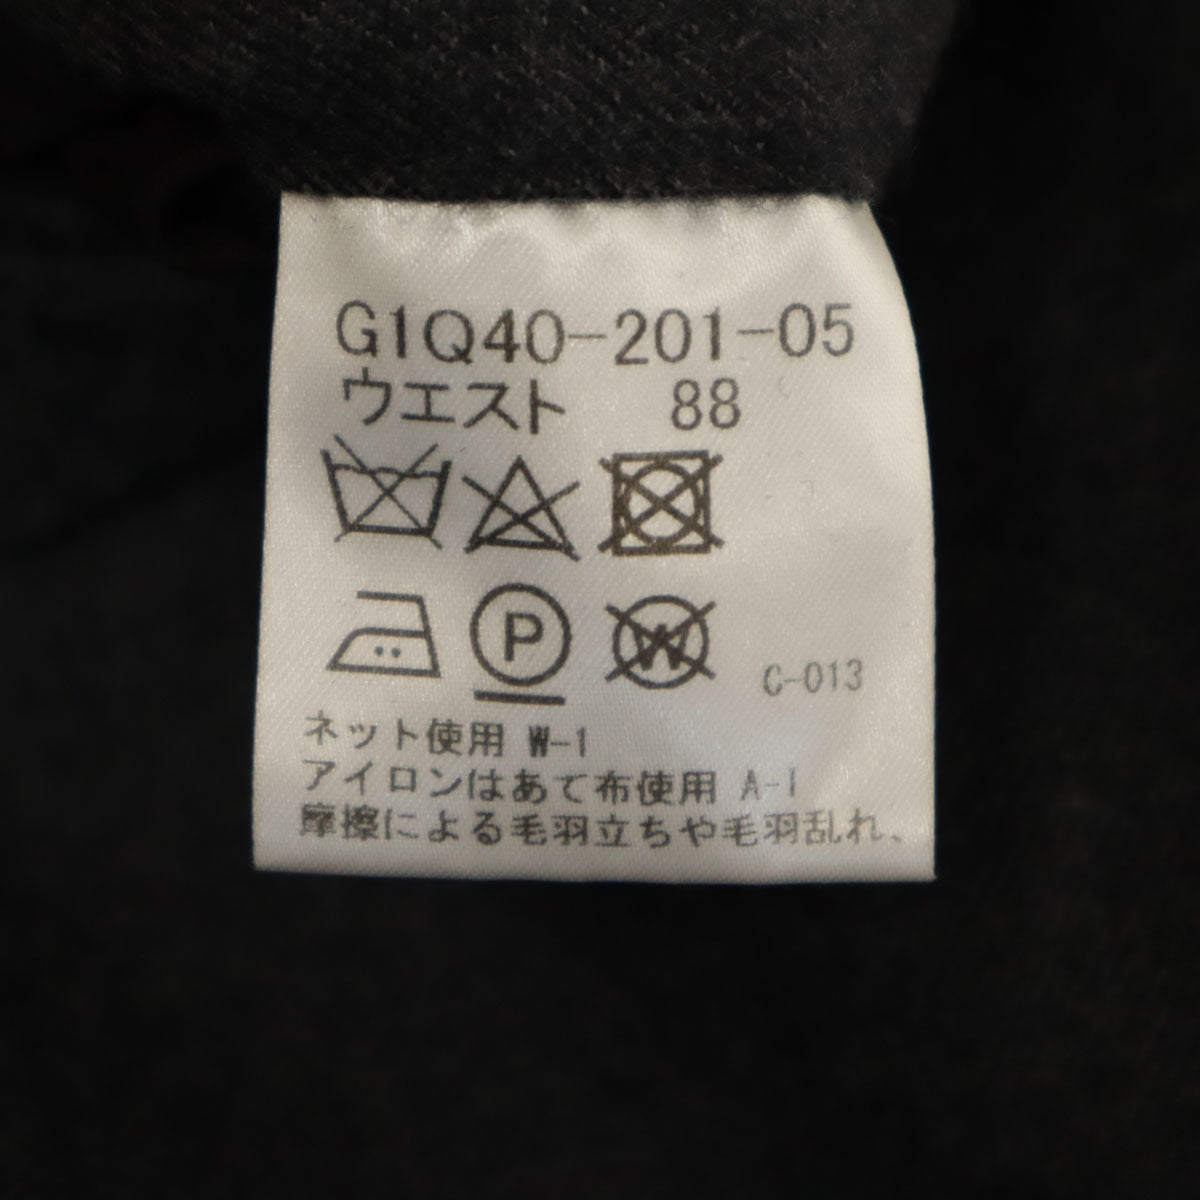 G1Q40-201-05
ウエスト 88
P W C-013
ネット使用 W-1
アイロンはあて布使用 A-1
摩擦による毛羽立ちや毛羽乱れ、